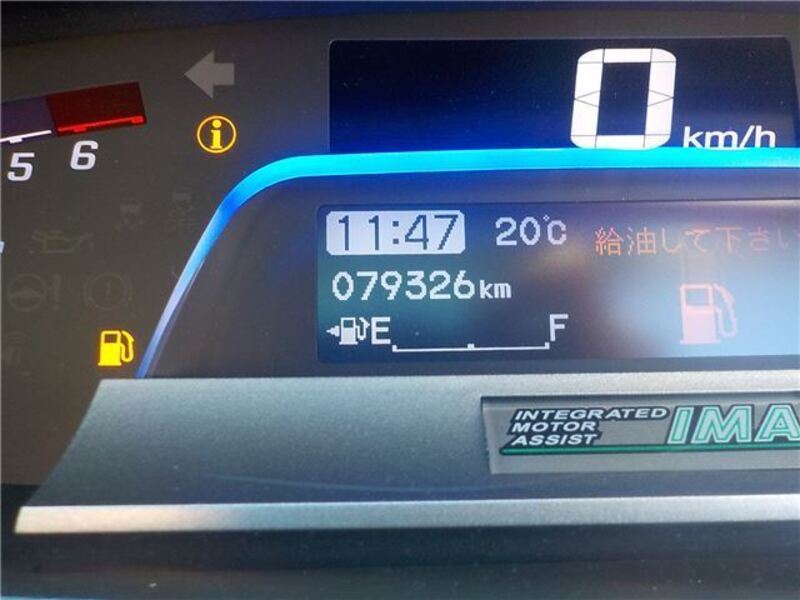 0 km/h
5 6
11:47 20℃ 給油して下さい
079326km
E F
INTEGRATED
MOTOR
ASSIST
IMA